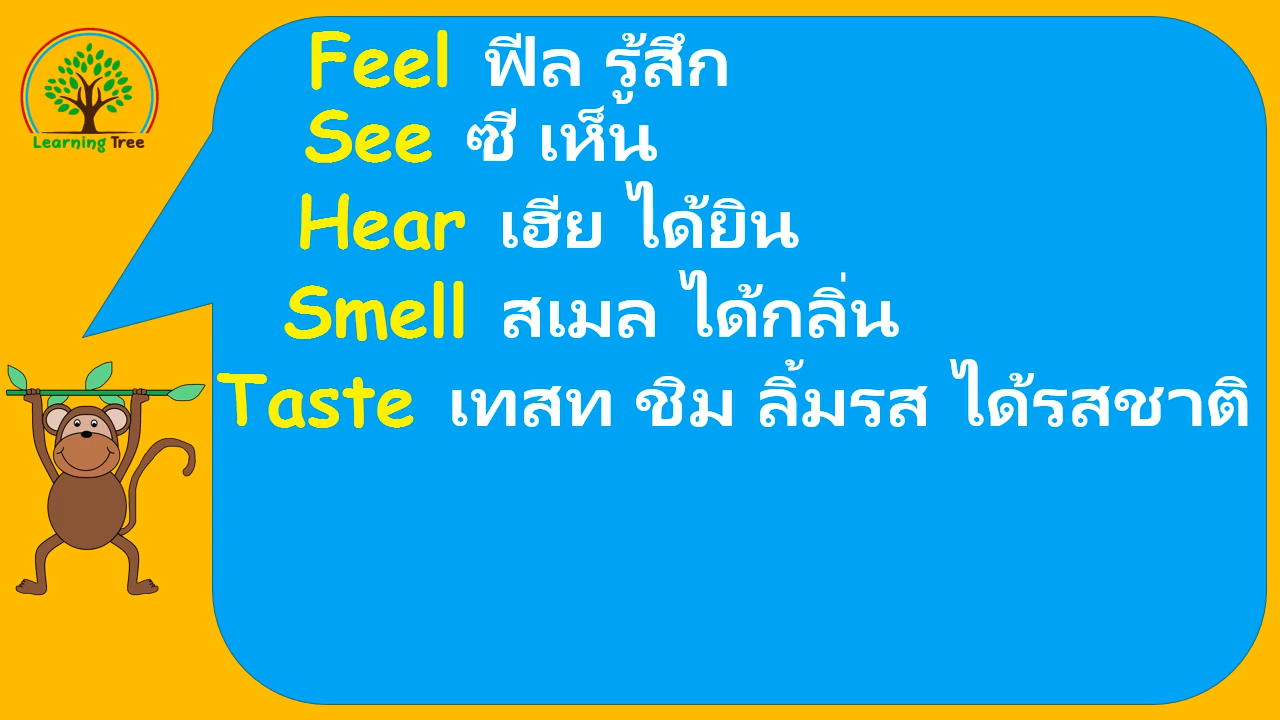 Learning Tree
Feel ฟีล รู้สึก
See ซี เห็น
Hear เฮีย ได้ยิน
Smell สเมล ได้กลิ่น
Taste เทสท ชิม ลิ้มรส ได้รสชาติ